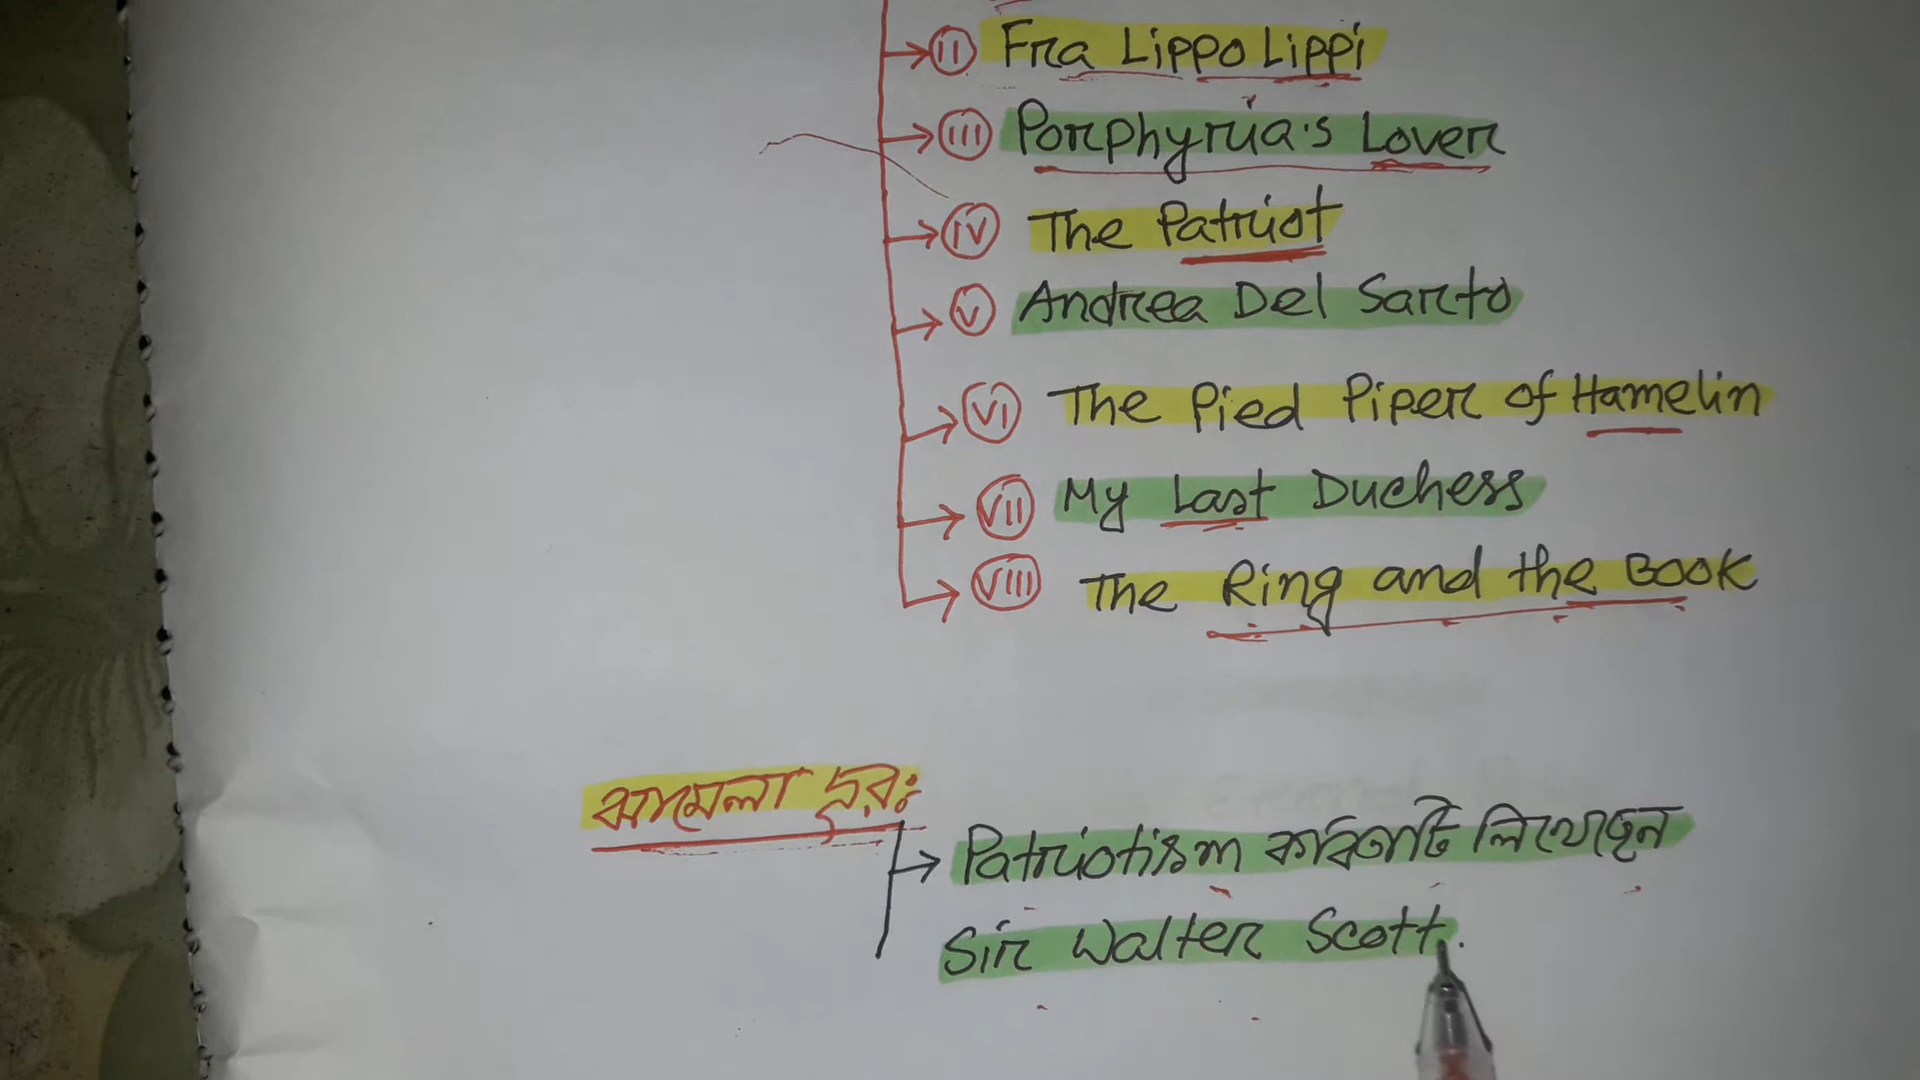 ii Fra Lippo Lippi
iii Porphyria's Lover
iv The Patriot
v Andrea Del Sarto
vi The Pied Piper of Hamelin
vii My Last Duchess
viii The Ring and the Book
ঝামেলা দূর:
Patriotism কবিতাটি লিখেছেন
Sir Walter Scott.